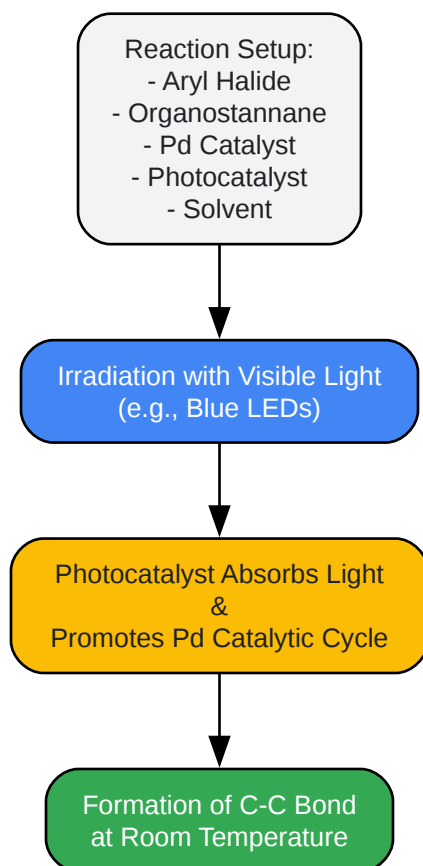 Reaction Setup:
- Aryl Halide
- Organostannane
- Pd Catalyst
- Photocatalyst
- Solvent
Irradiation with Visible Light
(e.g., Blue LEDs)
Photocatalyst Absorbs Light
&
Promotes Pd Catalytic Cycle
Formation of C-C Bond
at Room Temperature